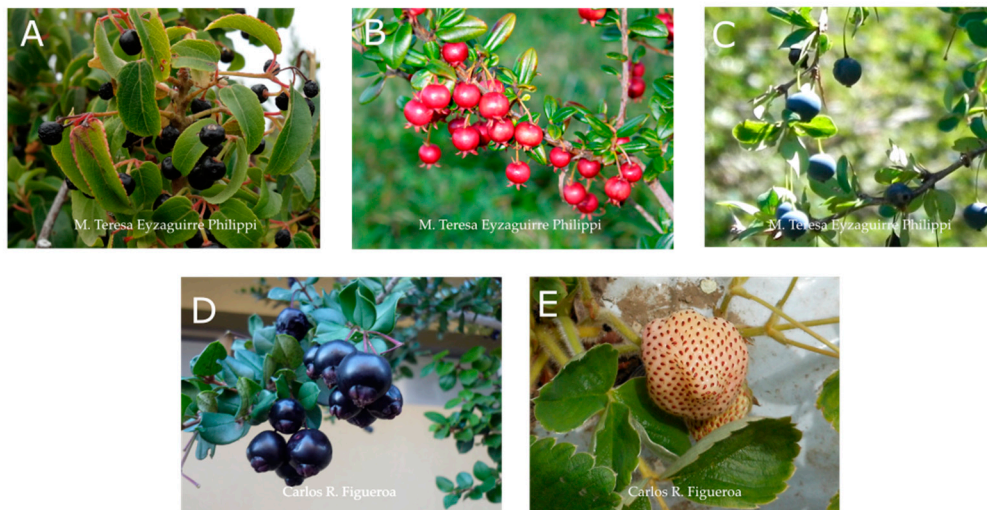 A
M. Teresa Eyzaguirre Philippi
B
M. Teresa Eyzaguirre Philippi
C
M. Teresa Eyzaguirre Philippi
D
Carlos R. Figueroa
E
Carlos R. Figueroa